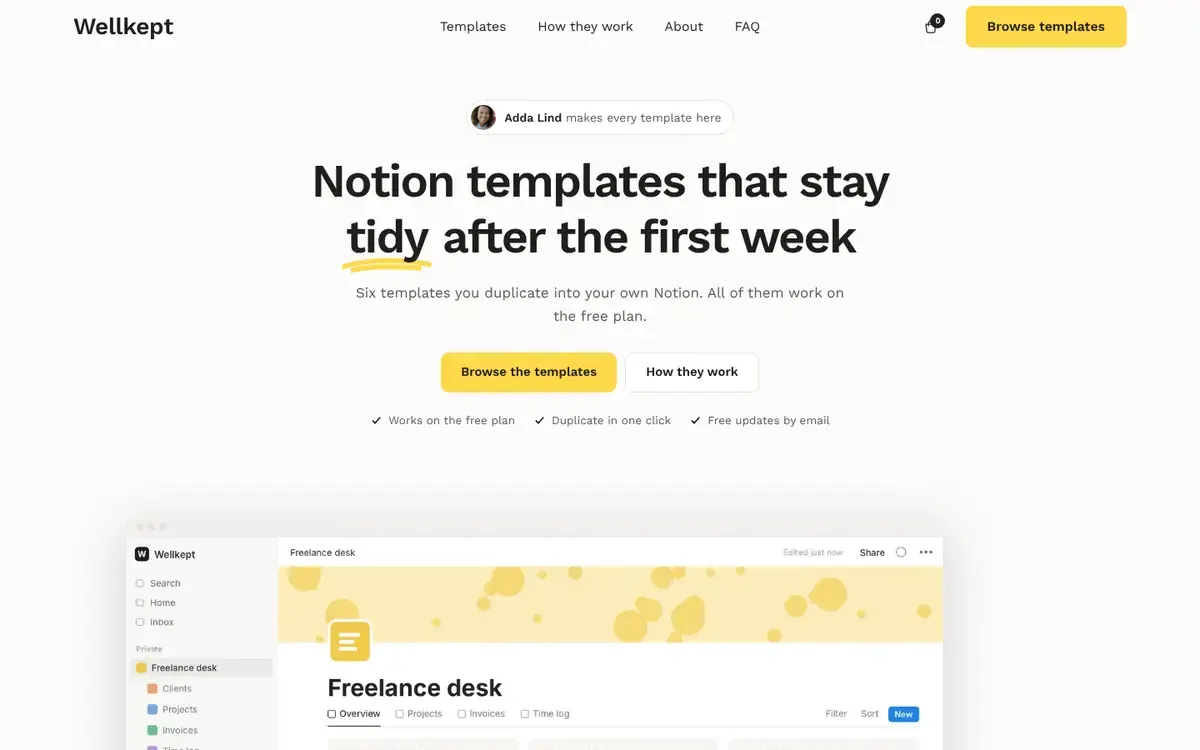 Wellkept
Templates
How they work
About
FAQ
0
Browse templates
Adda Lind makes every template here
Notion templates that stay
tidy after the first week
Six templates you duplicate into your own Notion. All of them work on
the free plan.
Browse the templates
How they work
Works on the free plan
Duplicate in one click
Free updates by email
W Wellkept
Freelance desk
Edited just now
Share
Search
Home
Inbox
Private
Freelance desk
Clients
Projects
Invoices
Time log
Freelance desk
Overview
Projects
Invoices
Time log
Filter
Sort
New